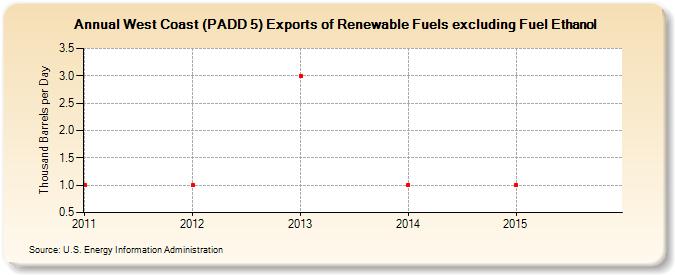 Annual West Coast (PADD 5) Exports of Renewable Fuels excluding Fuel Ethanol
Thousand Barrels per Day
3.5
3.0
2.5
2.0
1.5
1.0
0.5
2011 2012 2013 2014 2015
Source: U.S. Energy Information Administration